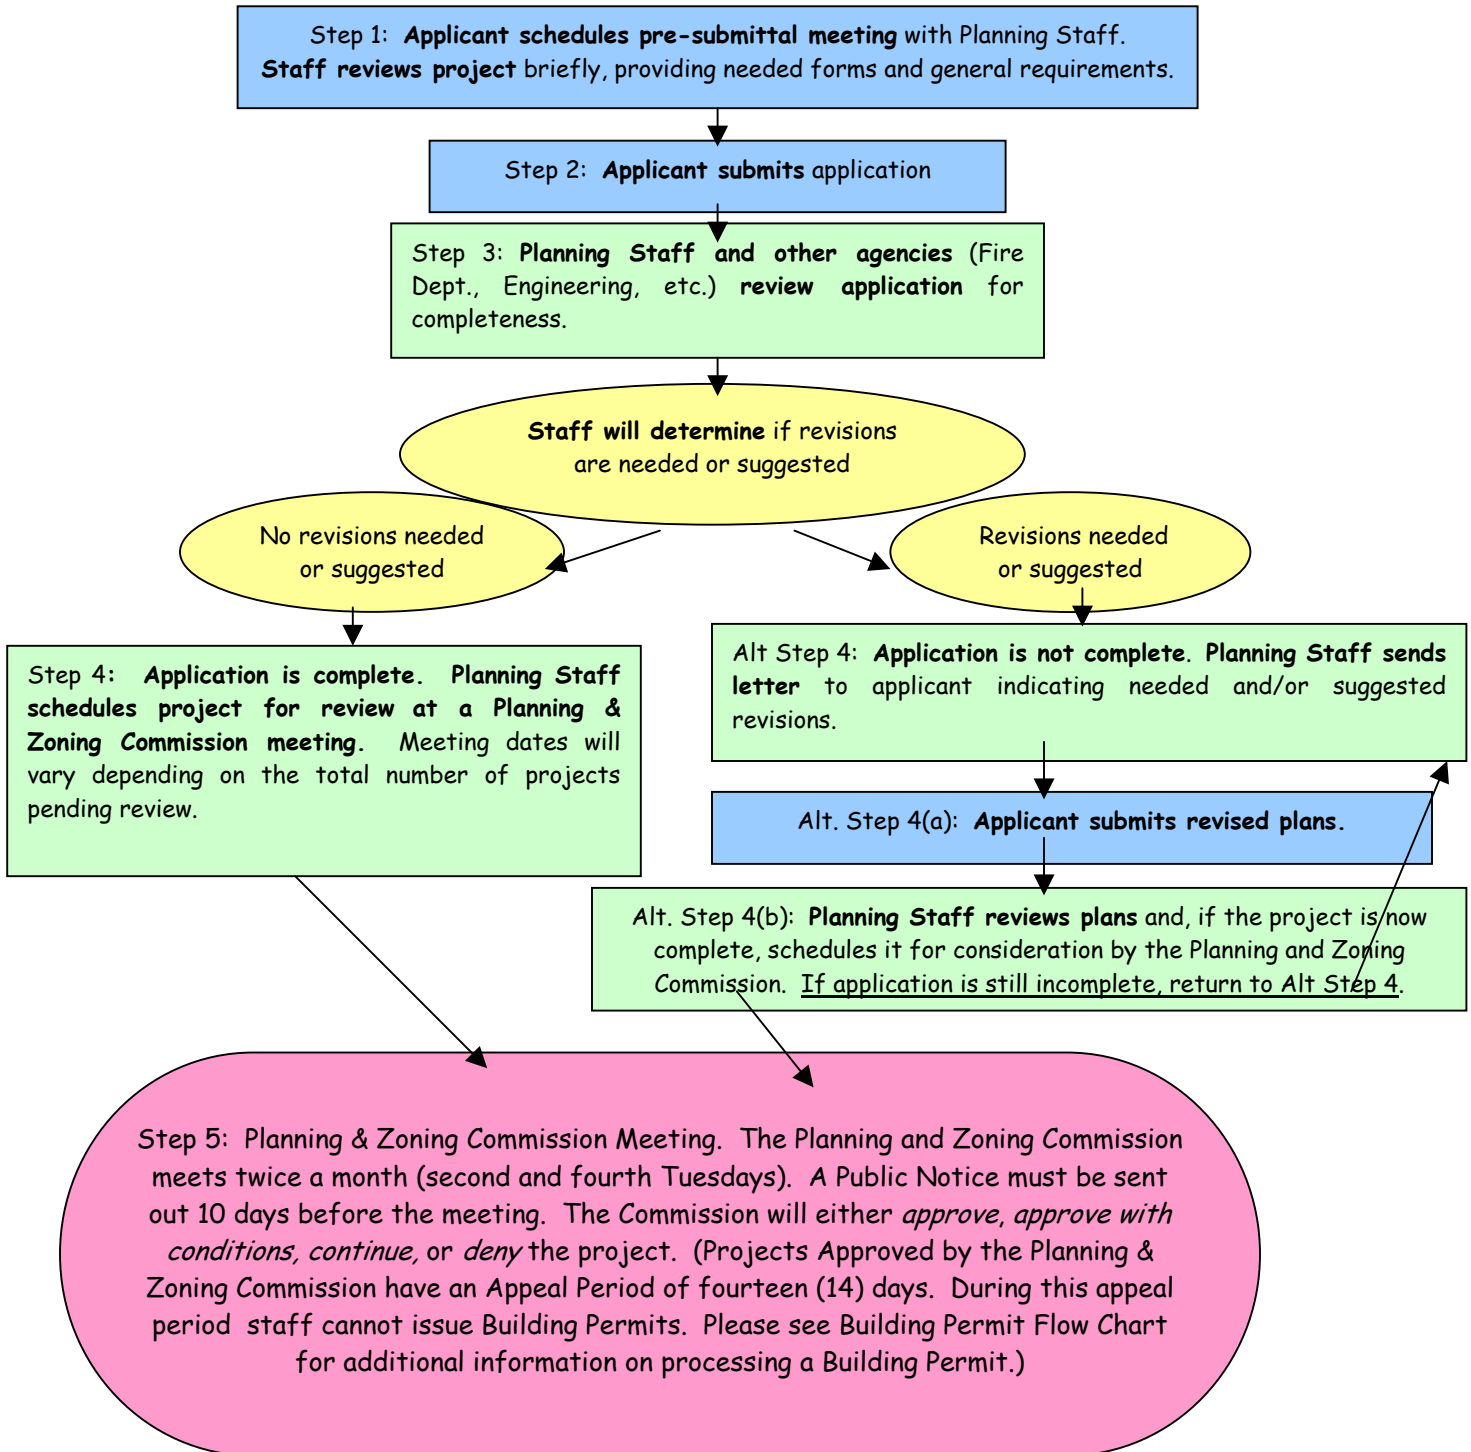 Step 1: Applicant schedules pre-submittal meeting with Planning Staff.
Staff reviews project briefly, providing needed forms and general requirements.
Step 2: Applicant submits application
Step 3: Planning Staff and other agencies (Fire
Dept., Engineering, etc.) review application for
completeness.
Staff will determine if revisions
are needed or suggested
No revisions needed
or suggested
Revisions needed
or suggested
Step 4: Application is complete. Planning Staff
schedules project for review at a Planning &
Zoning Commission meeting. Meeting dates will
vary depending on the total number of projects
pending review.
Alt Step 4: Application is not complete. Planning Staff sends
letter to applicant indicating needed and/or suggested
revisions.
Alt. Step 4(a): Applicant submits revised plans.
Alt. Step 4(b): Planning Staff reviews plans and, if the project is now
complete, schedules it for consideration by the Planning and Zoning
Commission. If application is still incomplete, return to Alt Step 4.
Step 5: Planning & Zoning Commission Meeting. The Planning and Zoning Commission
meets twice a month (second and fourth Tuesdays). A Public Notice must be sent
out 10 days before the meeting. The Commission will either approve, approve with
conditions, continue, or deny the project. (Projects Approved by the Planning &
Zoning Commission have an Appeal Period of fourteen (14) days. During this appeal
period staff cannot issue Building Permits. Please see Building Permit Flow Chart
for additional information on processing a Building Permit.)